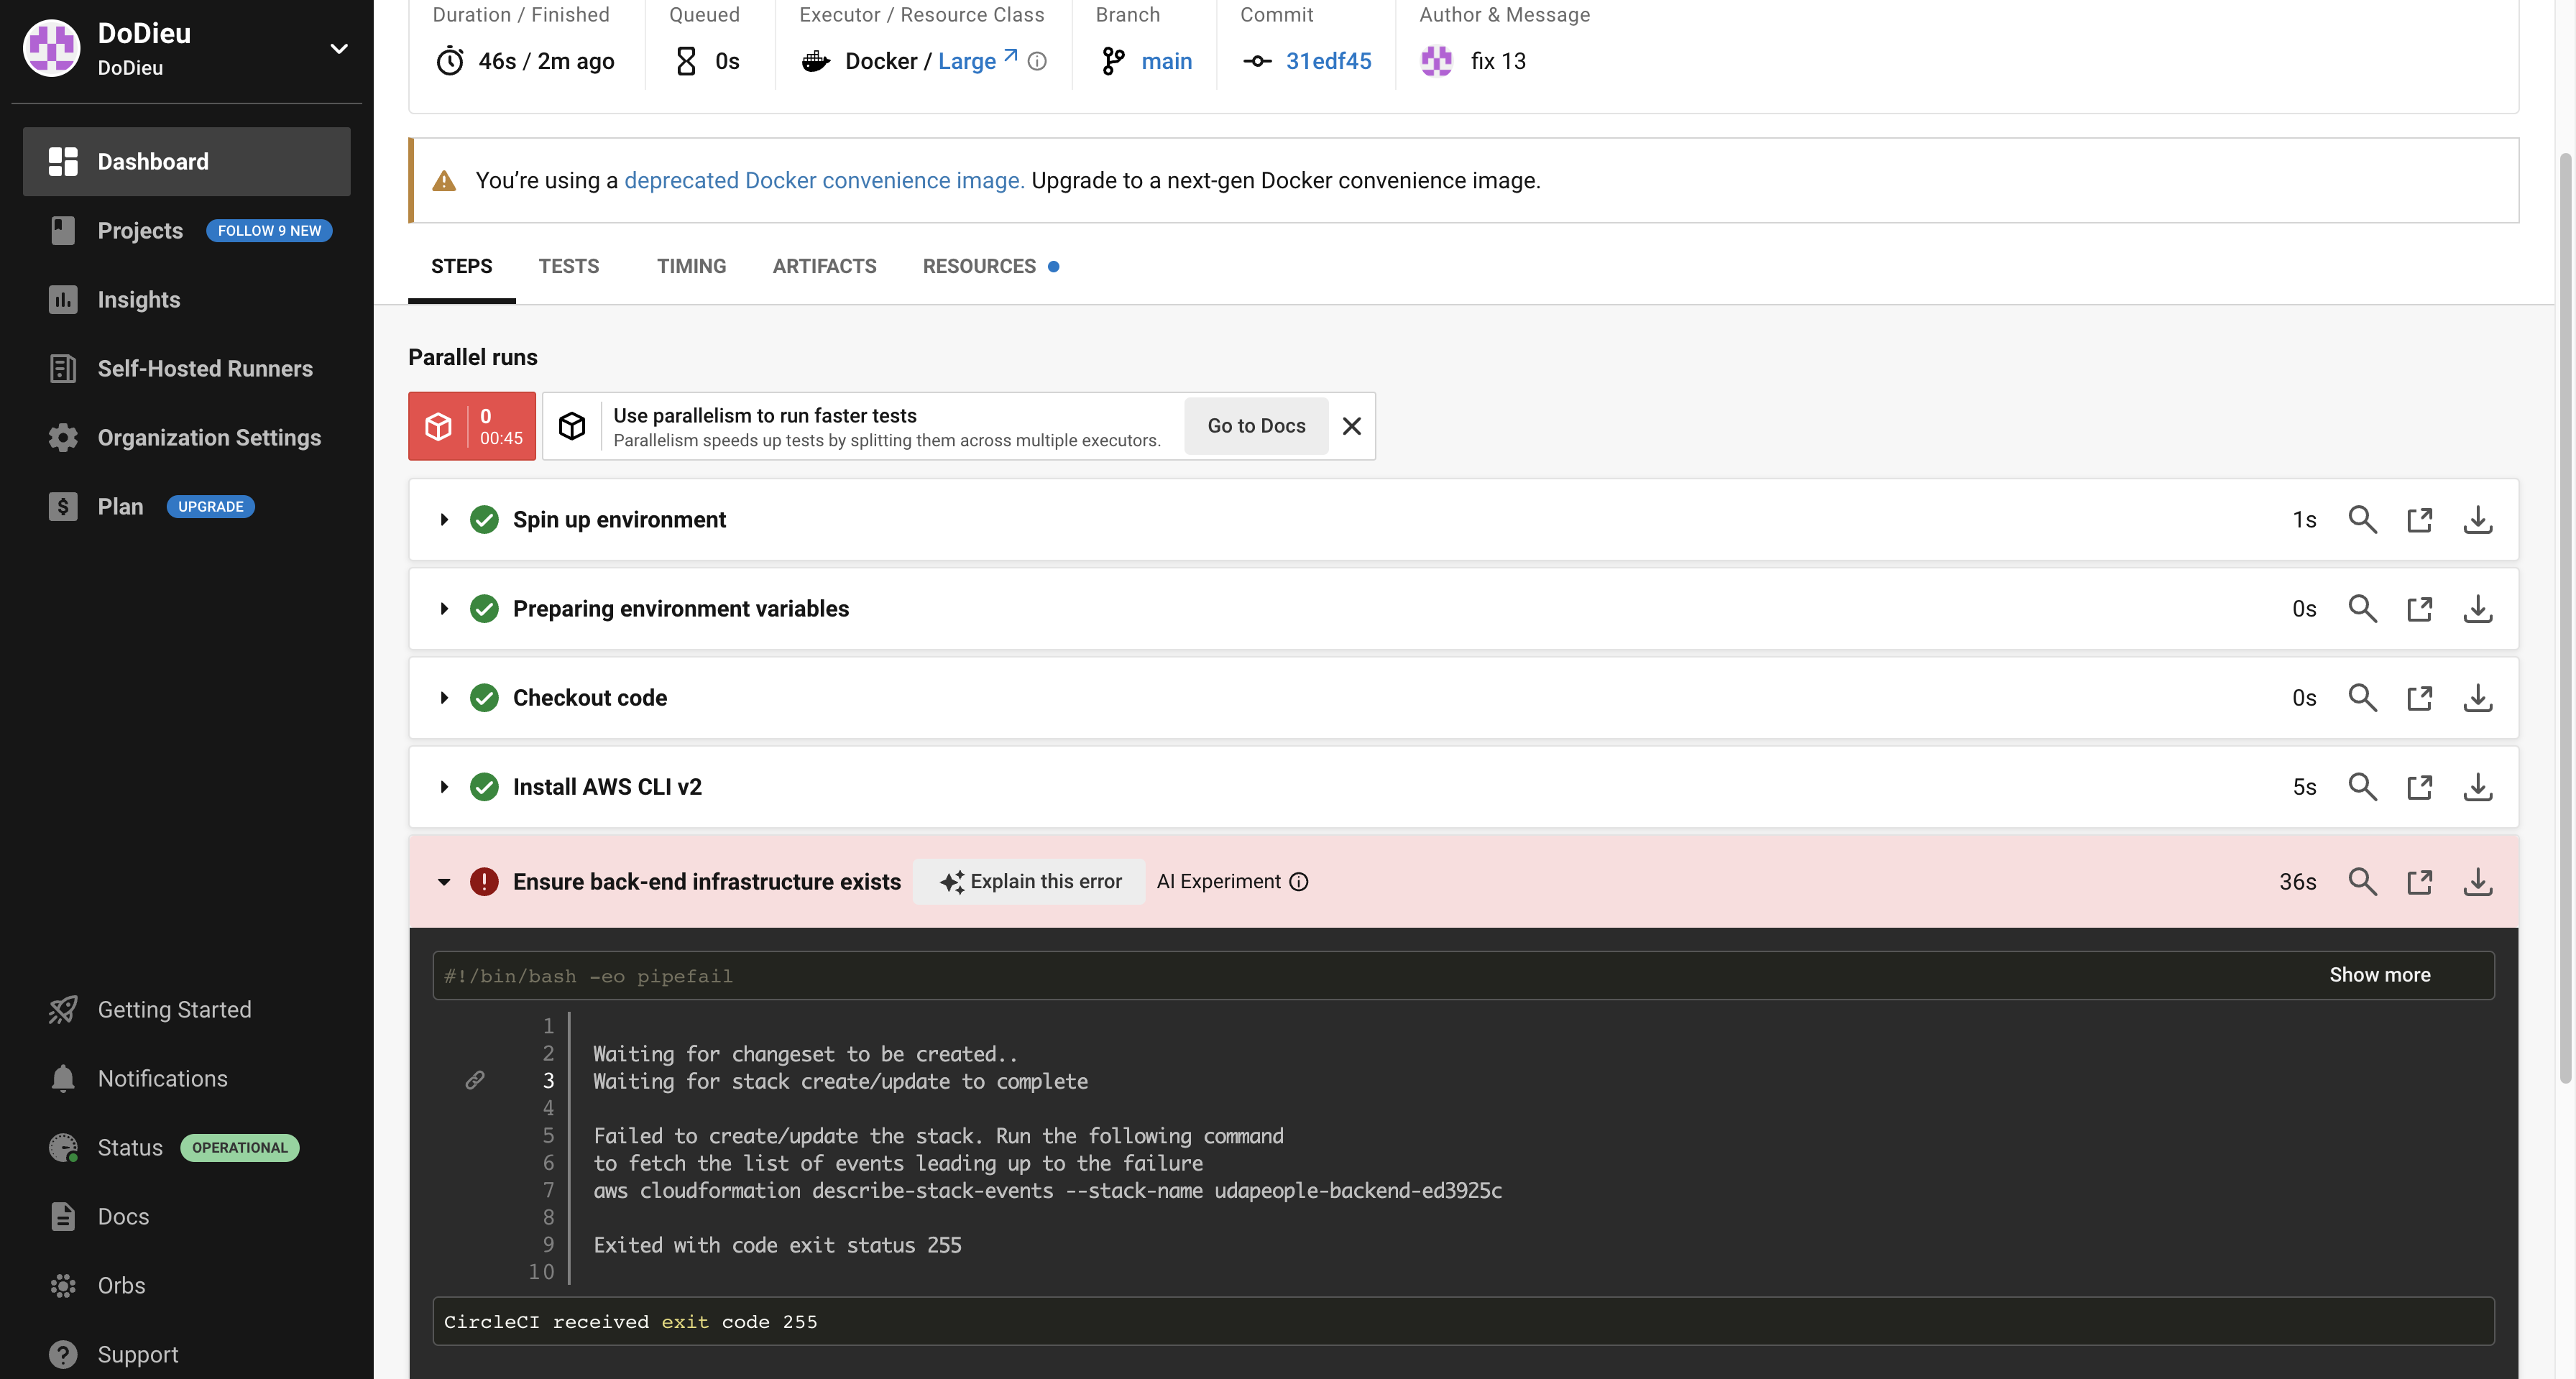 DoDieu
DoDieu
Dashboard
Projects FOLLOW 9 NEW
Insights
Self-Hosted Runners
Organization Settings
Plan UPGRADE
Getting Started
Notifications
Status OPERATIONAL
Docs
Orbs
Support
Duration / Finished
46s / 2m ago
Queued
0s
Executor / Resource Class
Docker / Large
Branch
main
Commit
31edf45
Author & Message
fix 13
You’re using a deprecated Docker convenience image. Upgrade to a next-gen Docker convenience image.
STEPS TESTS TIMING ARTIFACTS RESOURCES
Parallel runs
0
00:45
Use parallelism to run faster tests
Parallelism speeds up tests by splitting them across multiple executors.
Go to Docs
Spin up environment 1s
Preparing environment variables 0s
Checkout code 0s
Install AWS CLI v2 5s
Ensure back-end infrastructure exists Explain this error AI Experiment 36s
#!/bin/bash -eo pipefail Show more
1
2 Waiting for changeset to be created..
3 Waiting for stack create/update to complete
4
5 Failed to create/update the stack. Run the following command
6 to fetch the list of events leading up to the failure
7 aws cloudformation describe-stack-events --stack-name udapeople-backend-ed3925c
8
9 Exited with code exit status 255
10
CircleCI received exit code 255